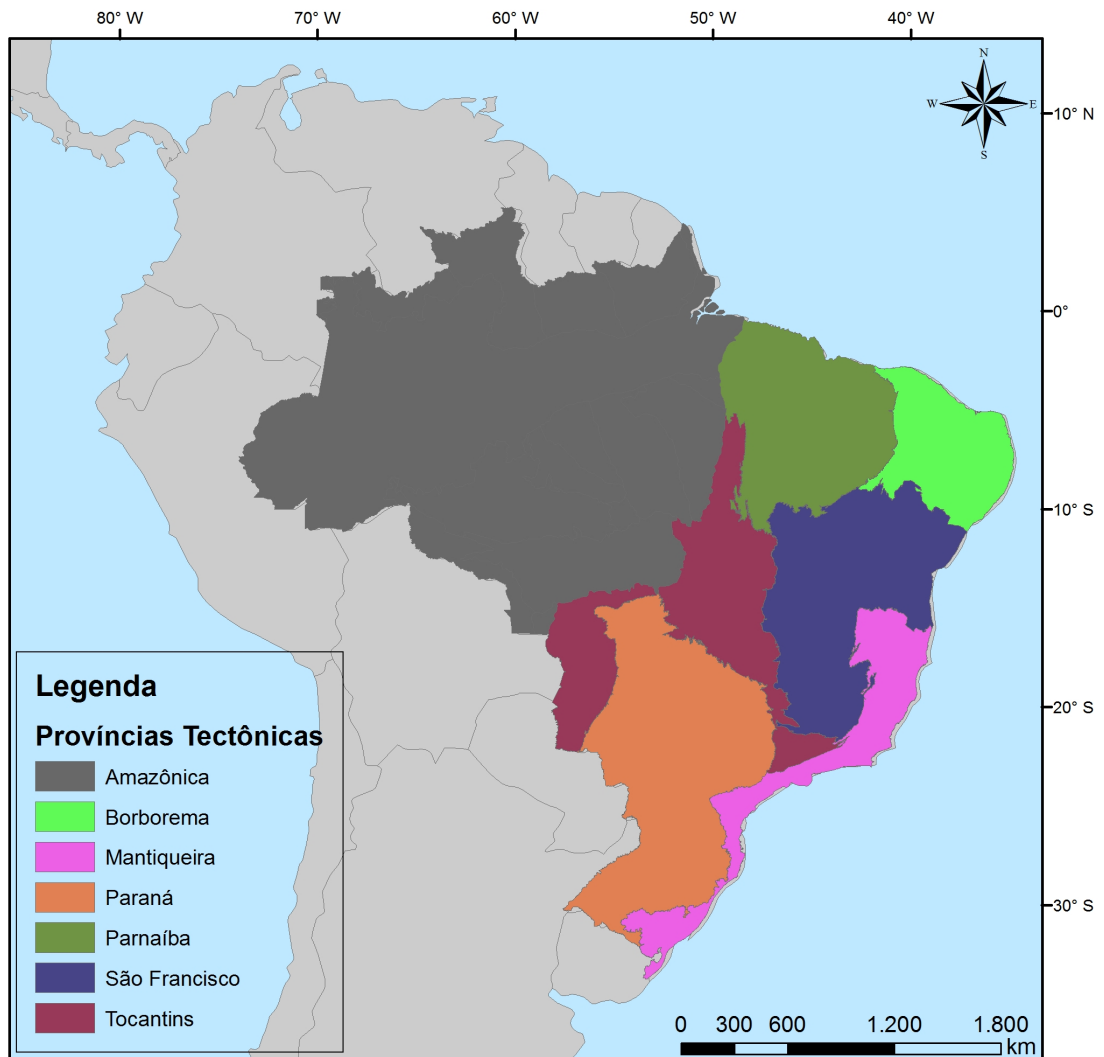 80° W 70° W 60° W 50° W 40° W
N
W E
S
10° N
0°
10° S
20° S
30° S
Legenda
Províncias Tectônicas
Amazônica
Borborema
Mantiqueira
Paraná
Parnaíba
São Francisco
Tocantins
0 300 600 1.200 1.800
km